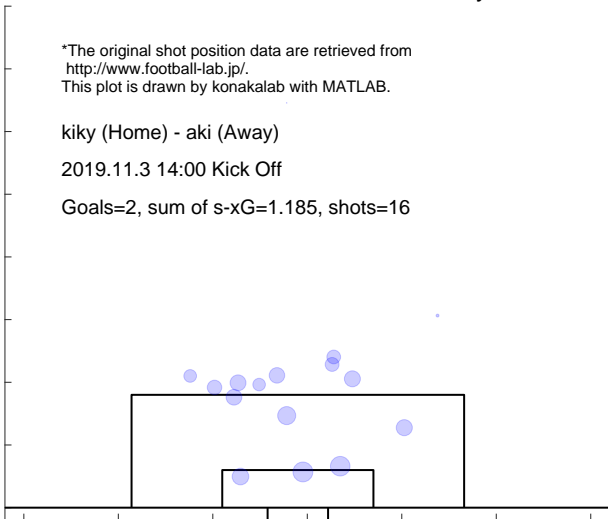 *The original shot position data are retrieved from
http://www.football-lab.jp/.
This plot is drawn by konakalab with MATLAB.
kiky (Home) - aki (Away)
2019.11.3 14:00 Kick Off
Goals=2, sum of s-xG=1.185, shots=16